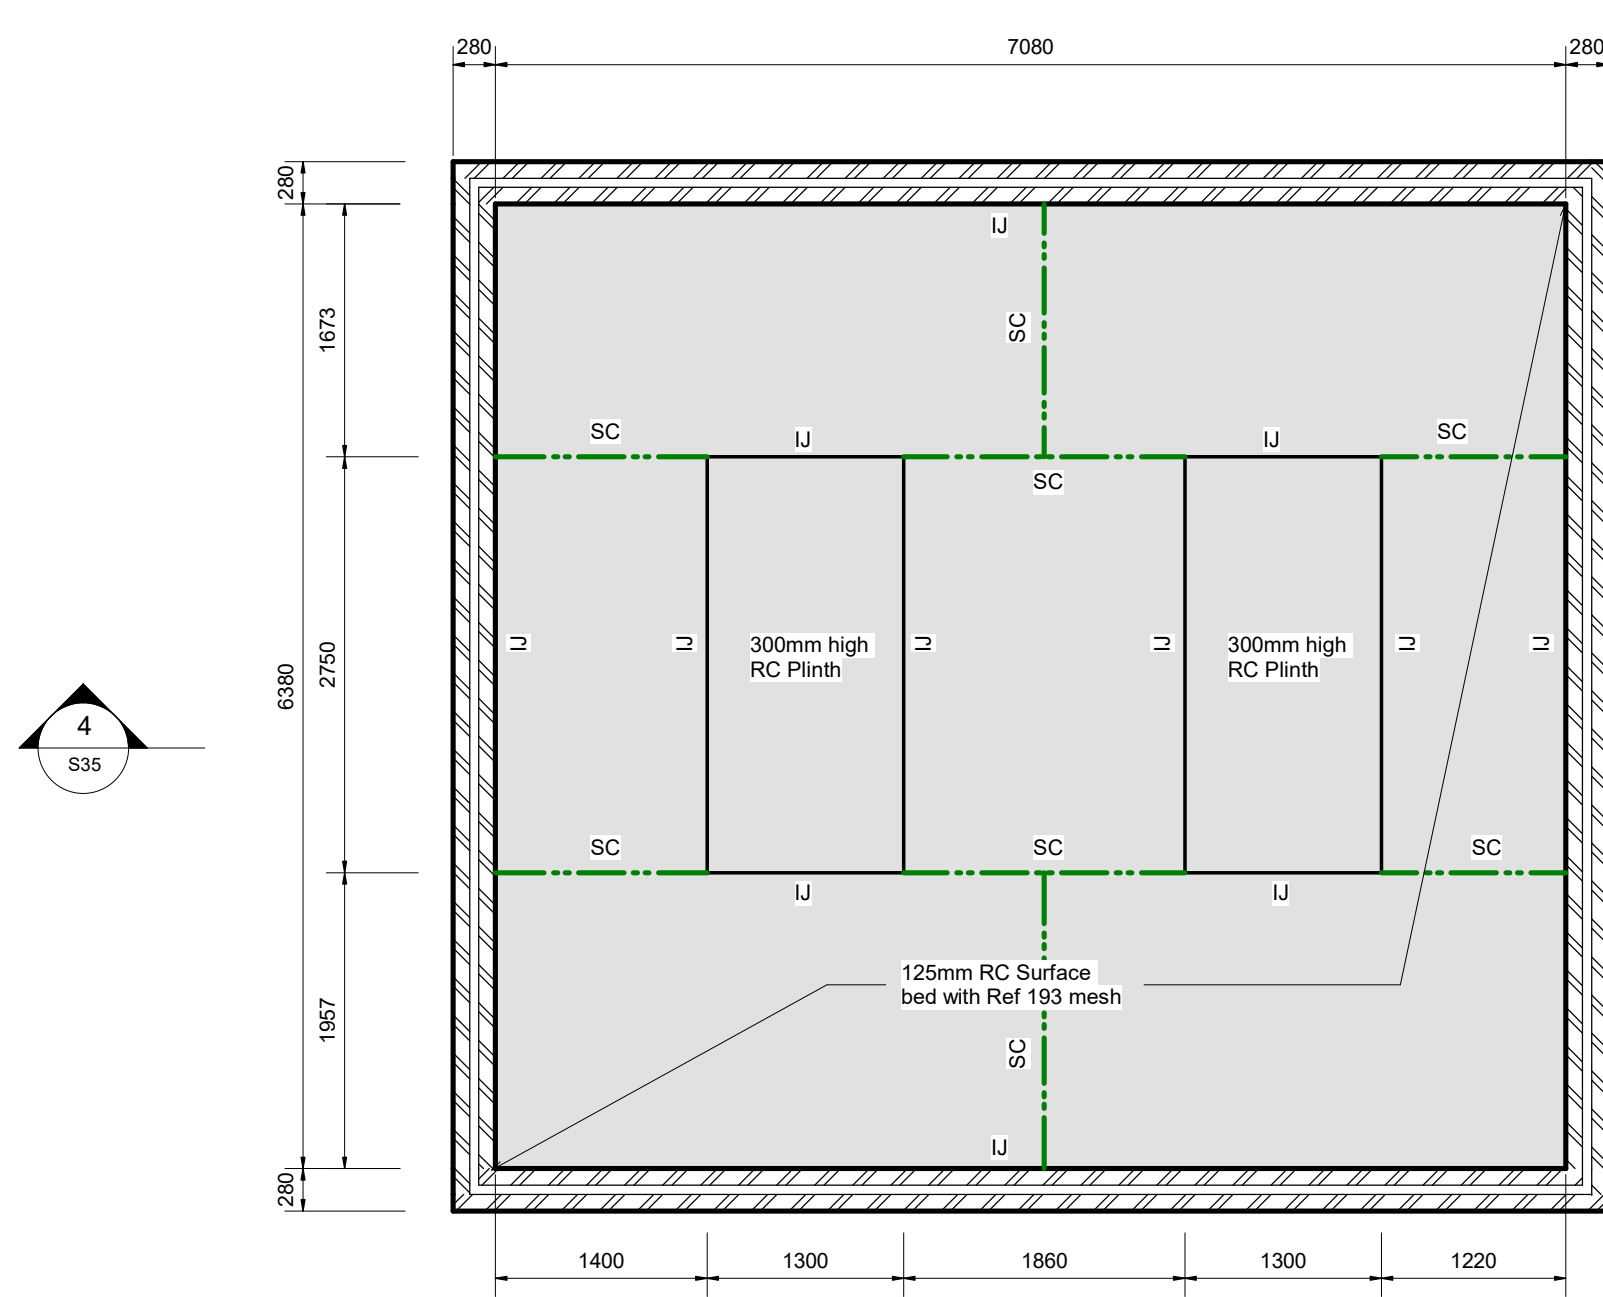 280
7080
280
280
IJ
1673
SC
SC
IJ
IJ
SC
SC
6380
2750
IJ
IJ
300mm high
RC Plinth
IJ
IJ
300mm high
RC Plinth
IJ
IJ
4
S35
SC
SC
SC
IJ
IJ
125mm RC Surface
bed with Ref 193 mesh
1957
SC
IJ
280
1400
1300
1860
1300
1220